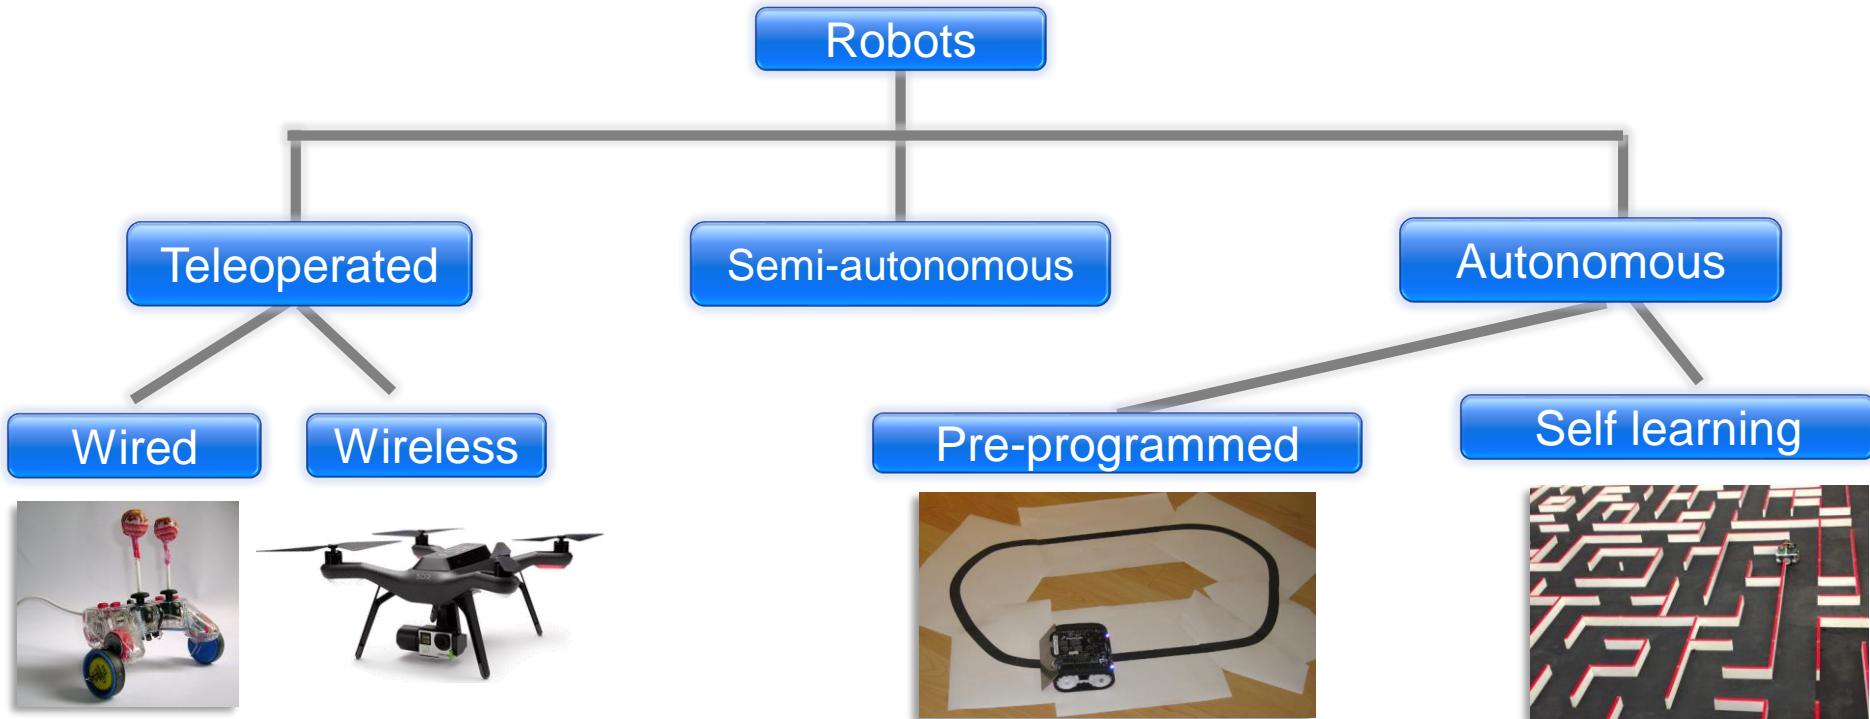 Robots
Teleoperated
Semi-autonomous
Autonomous
Wired
Wireless
Pre-programmed
Self learning